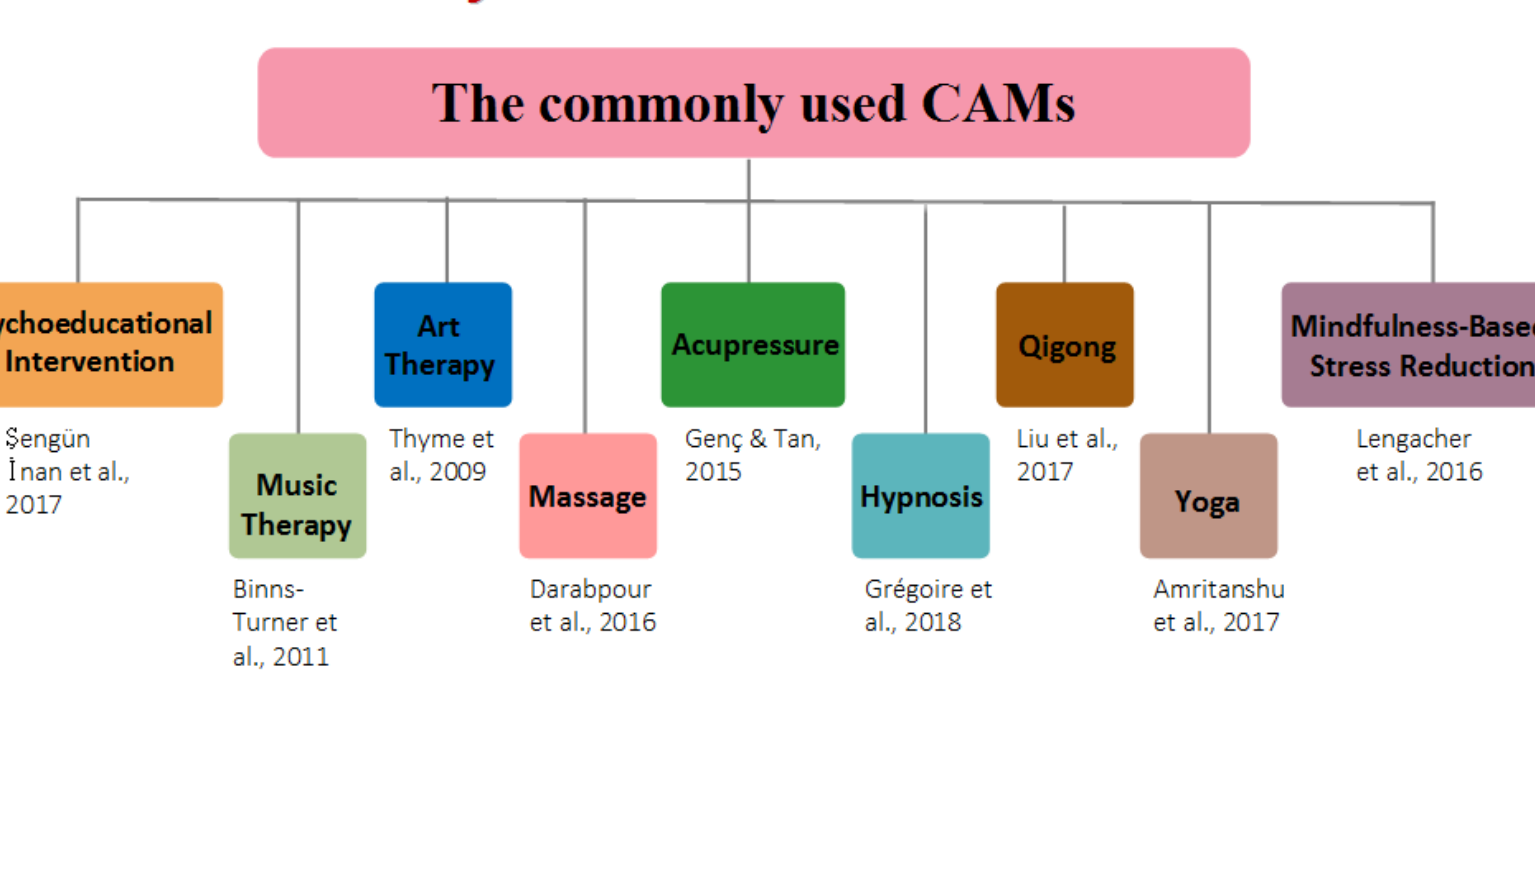 The commonly used CAMs
ychoeducational
Intervention
Şengün
İnan et al.,
2017
Music
Therapy
Binns-
Turner et
al., 2011
Art
Therapy
Thyme et
al., 2009
Massage
Darabpour
et al., 2016
Acupressure
Genç & Tan,
2015
Hypnosis
Grégoire et
al., 2018
Qigong
Liu et al.,
2017
Yoga
Amritanshu
et al., 2017
Mindfulness-Based
Stress Reduction
Lengacher
et al., 2016